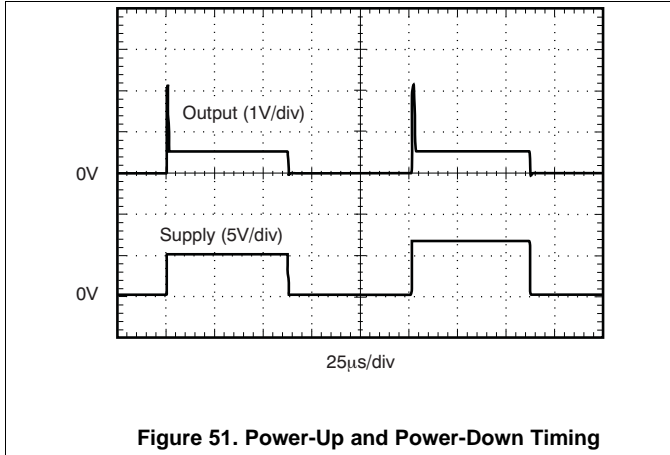 Output (1V/div)
0V
Supply (5V/div)
0V
25µs/div
Figure 51. Power-Up and Power-Down Timing